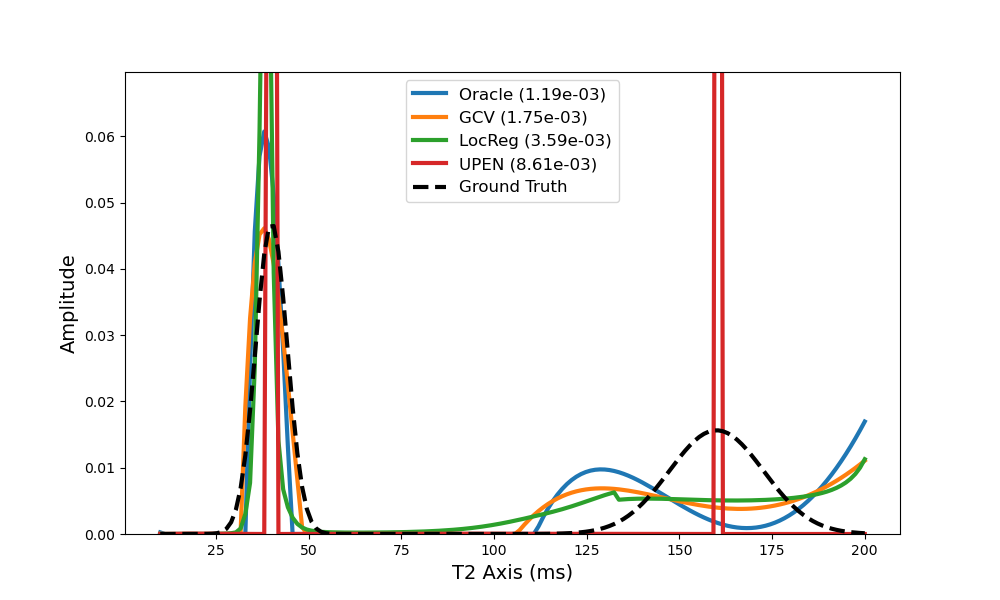 Oracle (1.19e-03)
GCV (1.75e-03)
LocReg (3.59e-03)
UPEN (8.61e-03)
Ground Truth
Amplitude
0.06
0.05
0.04
0.03
0.02
0.01
0.00
25 50 75 100 125 150 175 200
T2 Axis (ms)